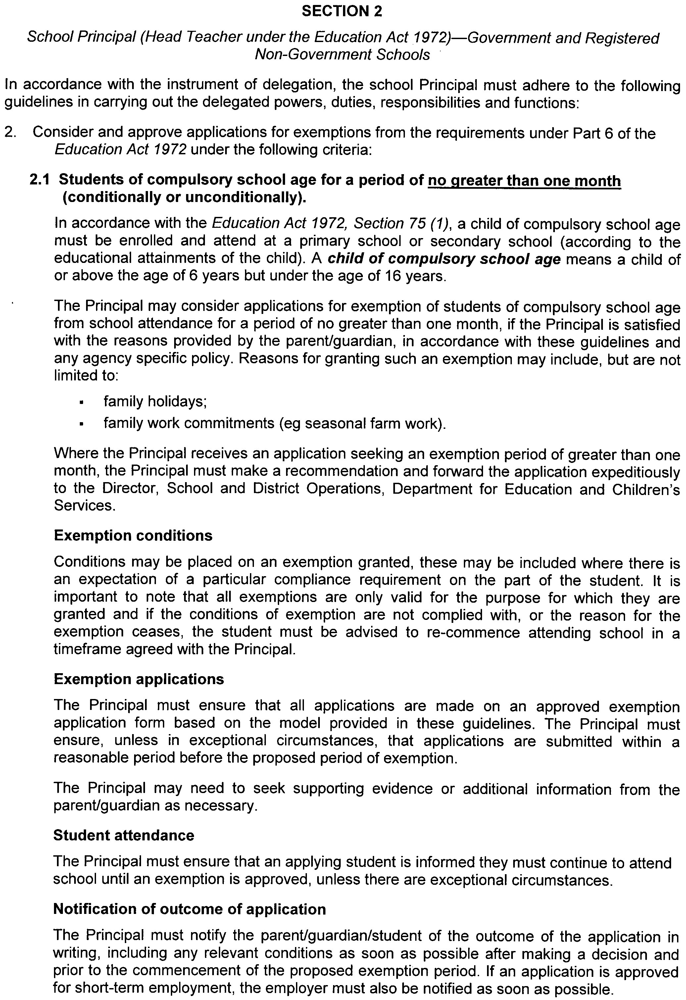 SECTION 2
School Principal (Head Teacher under the Education Act 1972)—Government and Registered
Non-Government Schools
In accordance with the instrument of delegation, the school Principal must adhere to the following
guidelines in carrying out the delegated powers, duties, responsibilities and functions:
2. Consider and approve applications for exemptions from the requirements under Part 6 of the
Education Act 1972 under the following criteria:
2.1 Students of compulsory school age for a period of no greater than one month
(conditionally or unconditionally).
In accordance with the Education Act 1972, Section 75 (1), a child of compulsory school age
must be enrolled and attend at a primary school or secondary school (according to the
educational attainments of the child). A child of compulsory school age means a child of
or above the age of 6 years but under the age of 16 years.
The Principal may consider applications for exemption of students of compulsory school age
from school attendance for a period of no greater than one month, if the Principal is satisfied
with the reasons provided by the parent/guardian, in accordance with these guidelines and
any agency specific policy. Reasons for granting such an exemption may include, but are not
limited to:
▪ family holidays;
▪ family work commitments (eg seasonal farm work).
Where the Principal receives an application seeking an exemption period of greater than one
month, the Principal must make a recommendation and forward the application expeditiously
to the Director, School and District Operations, Department for Education and Children's
Services.
Exemption conditions
Conditions may be placed on an exemption granted, these may be included where there is
an expectation of a particular compliance requirement on the part of the student. It is
important to note that all exemptions are only valid for the purpose for which they are
granted and if the conditions of exemption are not complied with, or the reason for the
exemption ceases, the student must be advised to re-commence attending school in a
timeframe agreed with the Principal.
Exemption applications
The Principal must ensure that all applications are made on an approved exemption
application form based on the model provided in these guidelines. The Principal must
ensure, unless in exceptional circumstances, that applications are submitted within a
reasonable period before the proposed period of exemption.
The Principal may need to seek supporting evidence or additional information from the
parent/guardian as necessary.
Student attendance
The Principal must ensure that an applying student is informed they must continue to attend
school until an exemption is approved, unless there are exceptional circumstances.
Notification of outcome of application
The Principal must notify the parent/guardian/student of the outcome of the application in
writing, including any relevant conditions as soon as possible after making a decision and
prior to the commencement of the proposed exemption period. If an application is approved
for short-term employment, the employer must also be notified as soon as possible.